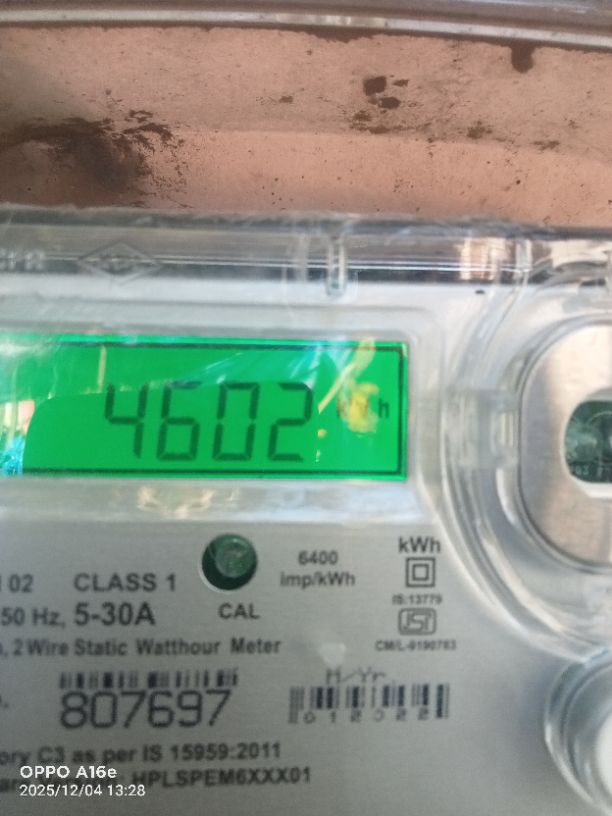 4602 kWh
02 CLASS 1
6400
imp/kWh
kWh
50 Hz, 5-30A
CAL
IS:13779
ISI
CM/L-9190763
, 2 Wire Static Watthour Meter
M/Yr.
807697
ory C3 as per IS 15959:2011
HPLSPEM6XXX01
OPPO A16e
2025/12/04 13:28